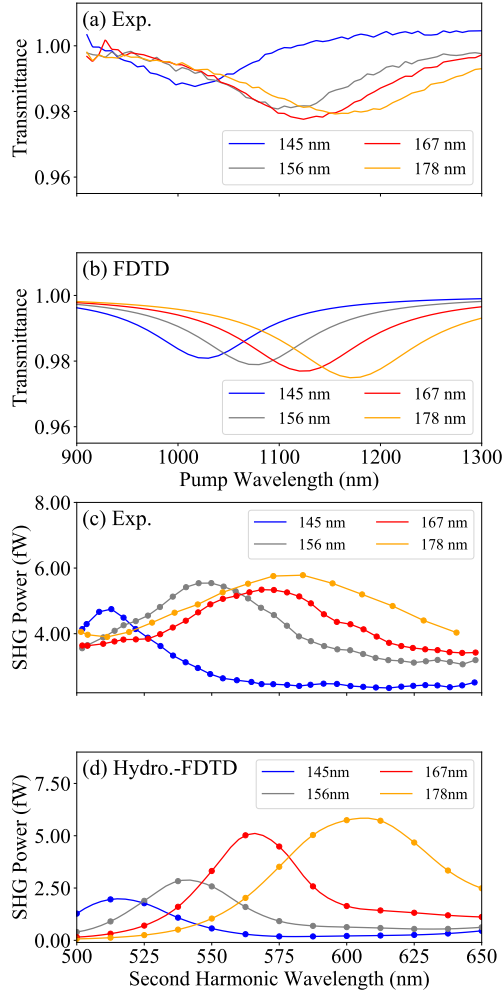 (a) Exp.
1.00
0.98
0.96
Transmittance
145 nm
167 nm
156 nm
178 nm
(b) FDTD
1.00
0.98
0.96
Transmittance
145 nm
167 nm
156 nm
178 nm
900
1000
1100
1200
1300
Pump Wavelength (nm)
(c) Exp.
8.00
6.00
4.00
SHG Power (fW)
145 nm
167 nm
156 nm
178 nm
(d) Hydro.-FDTD
7.50
5.00
2.50
0.00
SHG Power (fW)
145nm
167nm
156nm
178nm
500
525
550
575
600
625
650
Second Harmonic Wavelength (nm)